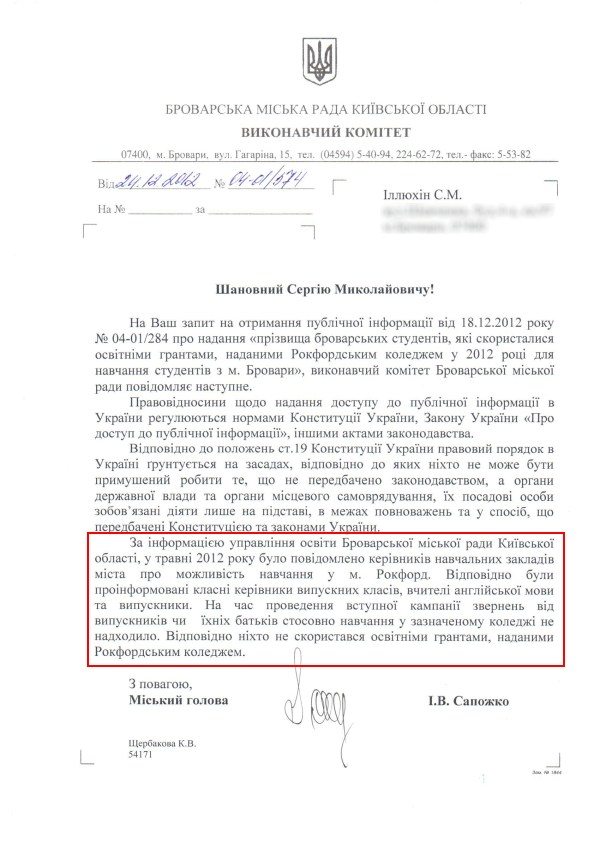 БРОВАРСЬКА МІСЬКА РАДА КИЇВСЬКОЇ ОБЛАСТІ
ВИКОНАВЧИЙ КОМІТЕТ
07400, м. Бровари, вул. Гагаріна, 15, тел. (04594) 5-40-94, 224-62-72, тел.- факс: 5-53-82
Від 24.12.2012 № 04-01/574
На № ____________ за ____________
Іллюхін С.М.
Шановний Сергію Миколайовичу!
На Ваш запит на отримання публічної інформації від 18.12.2012 року
№ 04-01/284 про надання «прізвища броварських студентів, які скористалися
освітніми грантами, наданими Рокфордським коледжем у 2012 році для
навчання студентів з м. Бровари», виконавчий комітет Броварської міської
ради повідомляє наступне.
Правовідносини щодо надання доступу до публічної інформації в
України регулюються нормами Конституції України, Закону України «Про
доступ до публічної інформації», іншими актами законодавства.
Відповідно до положень ст.19 Конституції України правовий порядок в
Україні ґрунтується на засадах, відповідно до яких ніхто не може бути
примушений робити те, що не передбачено законодавством, а органи
державної влади та органи місцевого самоврядування, їх посадові особи
зобов'язані діяти лише на підставі, в межах повноважень та у спосіб, що
передбачені Конституцією та законами України.
За інформацією управління освіти Броварської міської ради Київської
області, у травні 2012 року було повідомлено керівників навчальних закладів
міста про можливість навчання у м. Рокфорд. Відповідно були
проінформовані класні керівники випускних класів, вчителі англійської мови
та випускники. На час проведення вступної кампанії звернень від
випускників чи їхніх батьків стосовно навчання у зазначеному коледжі не
надходило. Відповідно ніхто не скористався освітніми грантами, наданими
Рокфордським коледжем.
З повагою,
Міський голова І.В. Сапожко
Щербакова К.В.
54171